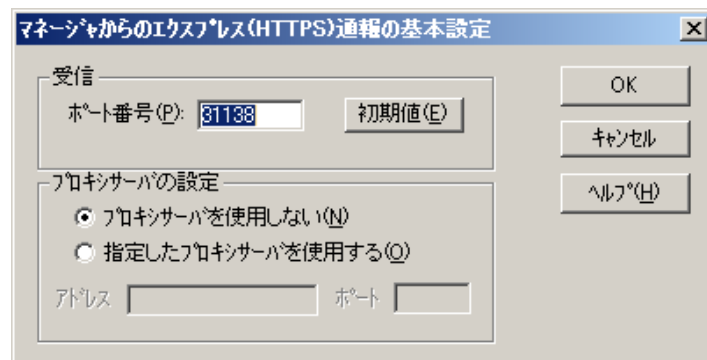 マネージャからのエクスプレス(HTTPS)通報の基本設定
受信
ポート番号(P): 31138 初期値(E)
OK
キャンセル
ヘルプ(H)
プロキシサーバの設定
プロキシサーバを使用しない(N)
指定したプロキシサーバを使用する(O)
アドレス ポート